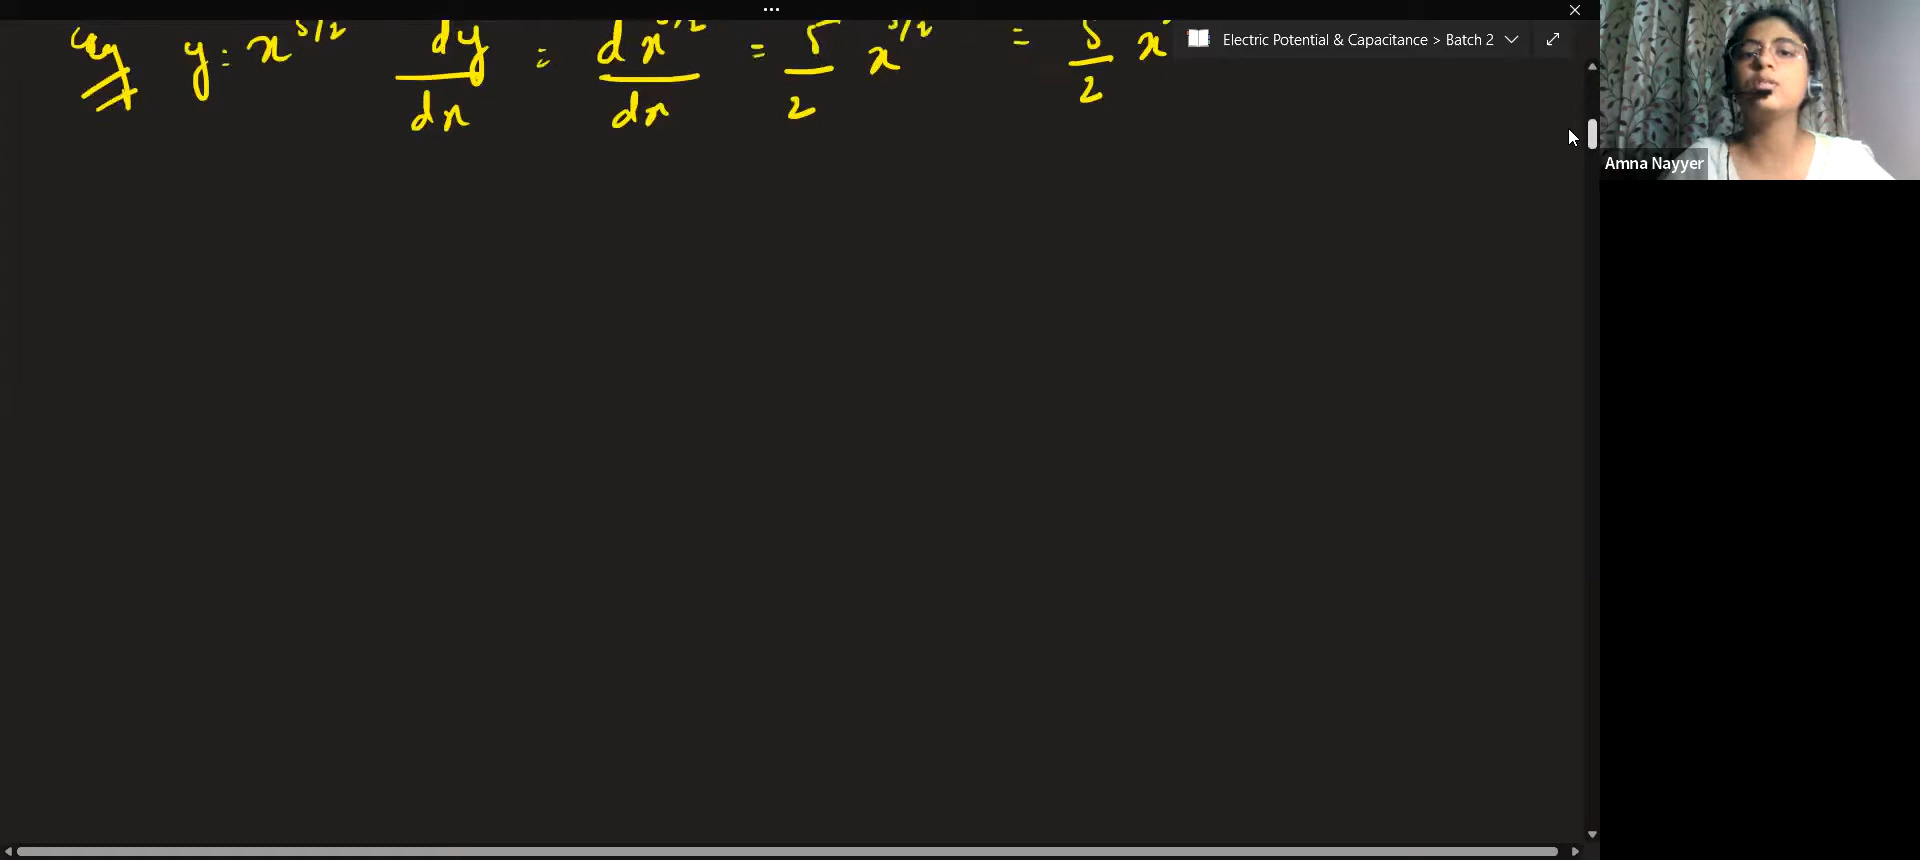 Electric Potential & Capacitance > Batch 2
eg y = x^5/2 dy/dx = d x^5/2 / dx = 5/2 x^3/2 = 5/2 x
Amna Nayyer